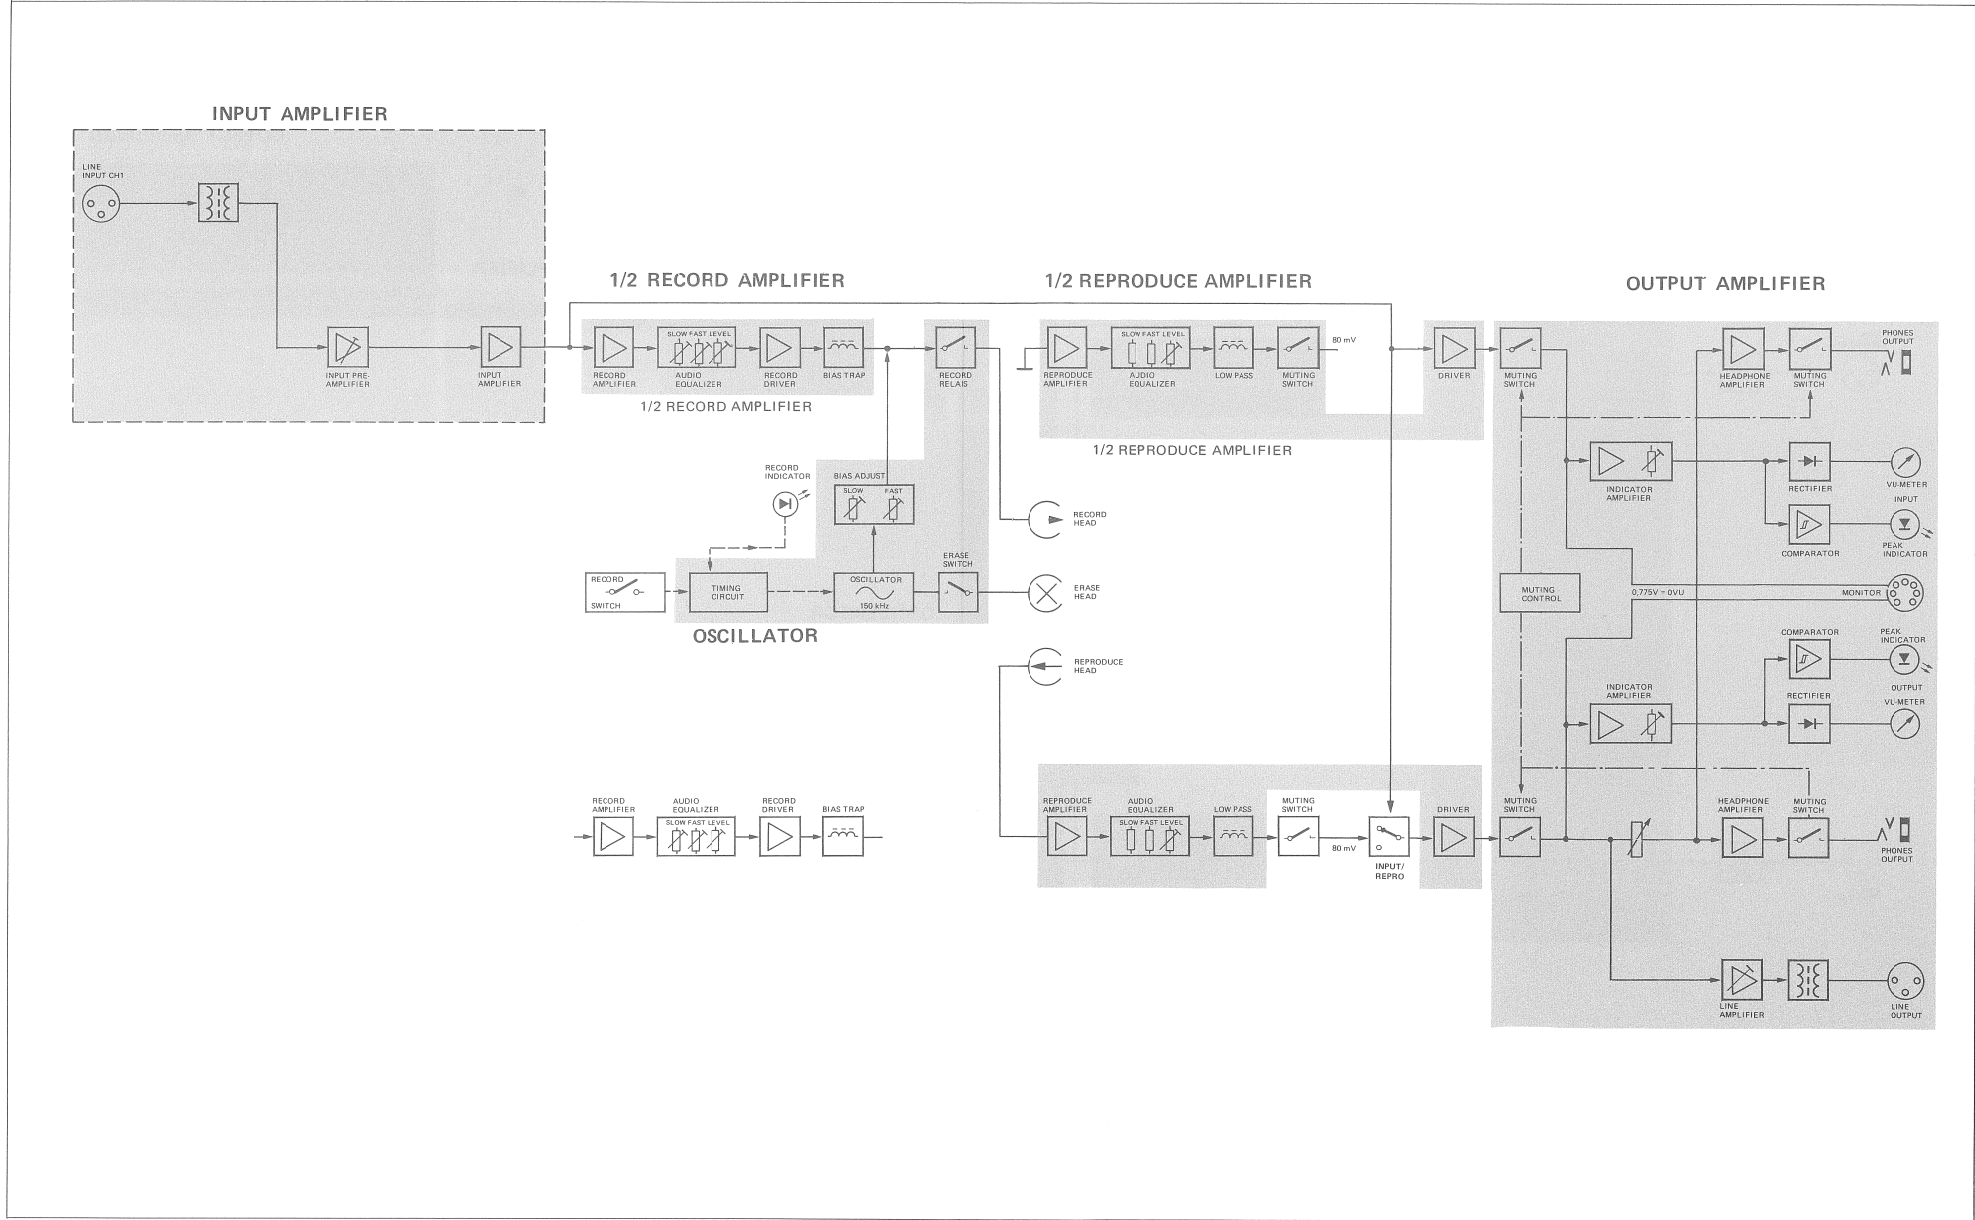 INPUT AMPLIFIER
LINE
INPUT CH1
INPUT PRE-
AMPLIFIER
INPUT
AMPLIFIER
1/2 RECORD AMPLIFIER
RECORD
AMPLIFIER
SLOW FAST LEVEL
AUDIO
EQUALIZER
RECORD
DRIVER
BIAS TRAP
RECORD
RELAIS
1/2 RECORD AMPLIFIER
RECORD
INDICATOR
BIAS ADJUST
SLOW FAST
RECORD
SWITCH
TIMING
CIRCUIT
OSCILLATOR
150 kHz
ERASE
SWITCH
OSCILLATOR
RECORD
HEAD
ERASE
HEAD
REPRODUCE
HEAD
RECORD
AMPLIFIER
AUDIO
EQUALIZER
SLOW FAST LEVEL
RECORD
DRIVER
BIAS TRAP
1/2 REPRODUCE AMPLIFIER
REPRODUCE
AMPLIFIER
SLOW FAST LEVEL
AUDIO
EQUALIZER
LOW PASS
MUTING
SWITCH
80 mV
DRIVER
1/2 REPRODUCE AMPLIFIER
REPRODUCE
AMPLIFIER
AUDIO
EQUALIZER
SLOW FAST LEVEL
LOW PASS
MUTING
SWITCH
80 mV
INPUT/
REPRO
DRIVER
OUTPUT AMPLIFIER
MUTING
SWITCH
HEADPHONE
AMPLIFIER
MUTING
SWITCH
PHONES
OUTPUT
INDICATOR
AMPLIFIER
RECTIFIER
VU-METER
INPUT
COMPARATOR
PEAK
INDICATOR
MUTING
CONTROL
0,775V = 0VU
MONITOR
COMPARATOR
PEAK
INDICATOR
OUTPUT
INDICATOR
AMPLIFIER
RECTIFIER
VU-METER
MUTING
SWITCH
HEADPHONE
AMPLIFIER
MUTING
SWITCH
PHONES
OUTPUT
LINE
AMPLIFIER
LINE
OUTPUT